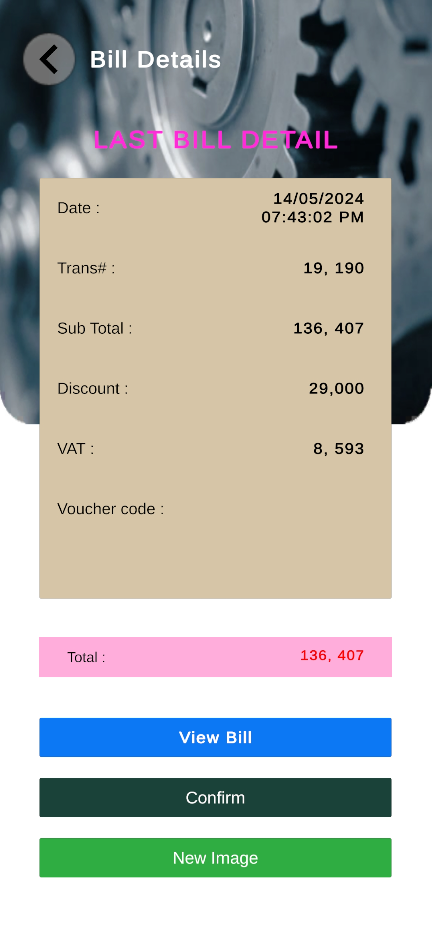 Bill Details
LAST BILL DETAIL
Date :
14/05/2024
07:43:02 PM
Trans# :
19, 190
Sub Total :
136, 407
Discount :
29,000
VAT :
8, 593
Voucher code :
Total :
136, 407
View Bill
Confirm
New Image